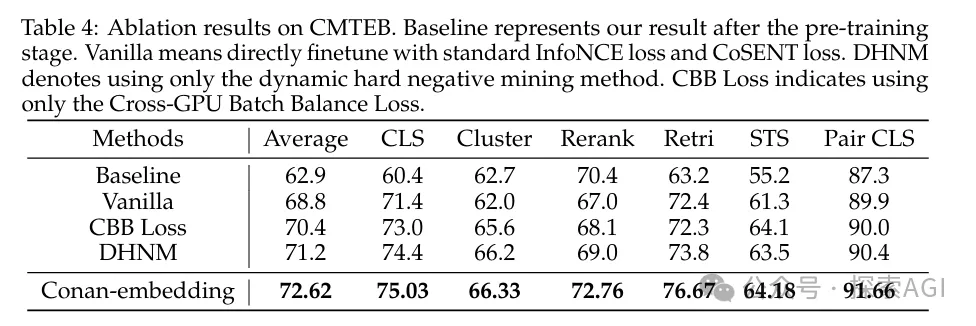 Table 4: Ablation results on CMTEB. Baseline represents our result after the pre-training
stage. Vanilla means directly finetune with standard InfoNCE loss and CoSENT loss. DHNM
denotes using only the dynamic hard negative mining method. CBB Loss indicates using
only the Cross-GPU Batch Balance Loss.
Methods Average CLS Cluster Rerank Retri STS Pair CLS
Baseline 62.9 60.4 62.7 70.4 63.2 55.2 87.3
Vanilla 68.8 71.4 62.0 67.0 72.4 61.3 89.9
CBB Loss 70.4 73.0 65.6 68.1 72.3 64.1 90.0
DHNM 71.2 74.4 66.2 69.0 73.8 63.5 90.4
Conan-embedding 72.62 75.03 66.33 72.76 76.67 64.18 91.66
公众号 · 探索AGI